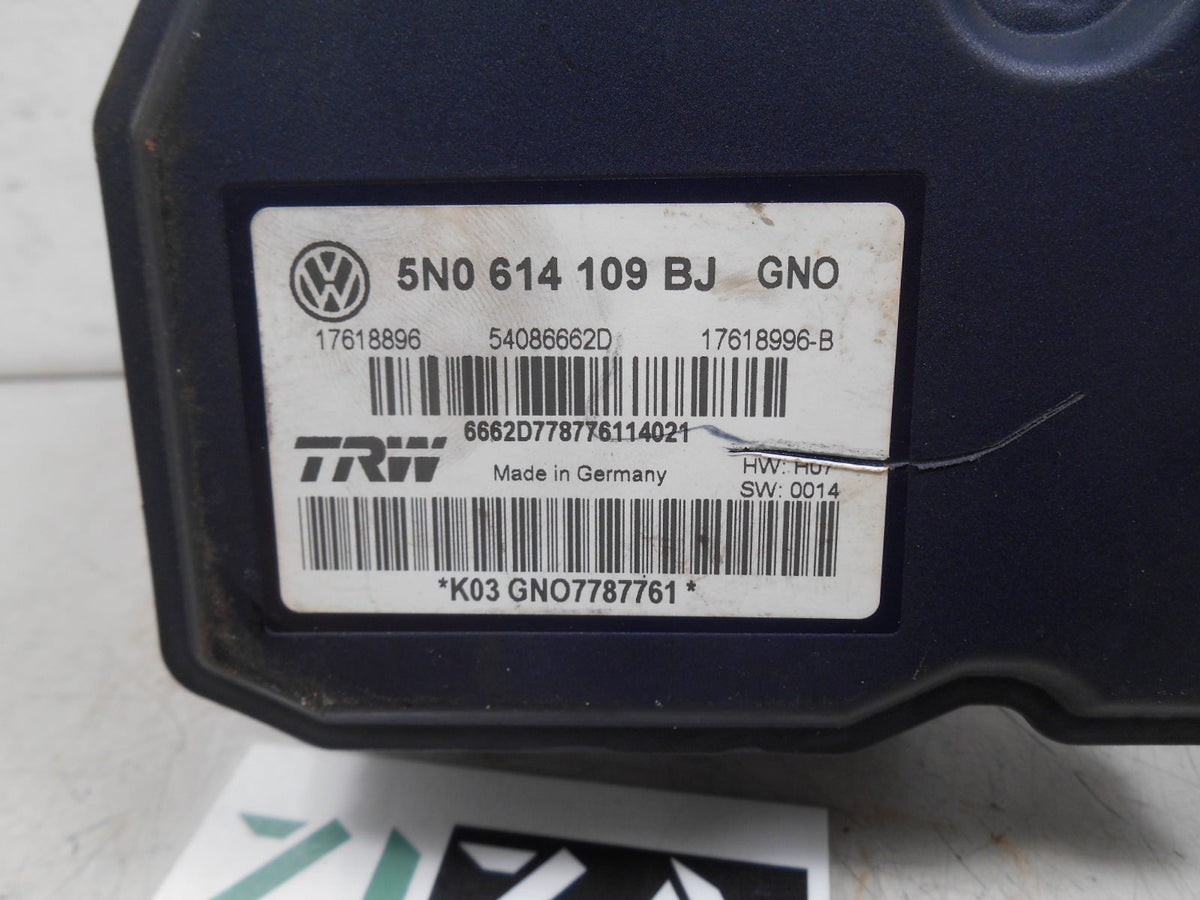 5N0 614 109 BJ GNO
17618896 54086662D 17618996-B
6662D778776114021
TRW
Made in Germany
HW: H07
SW: 0014
*K03 GNO7787761 *